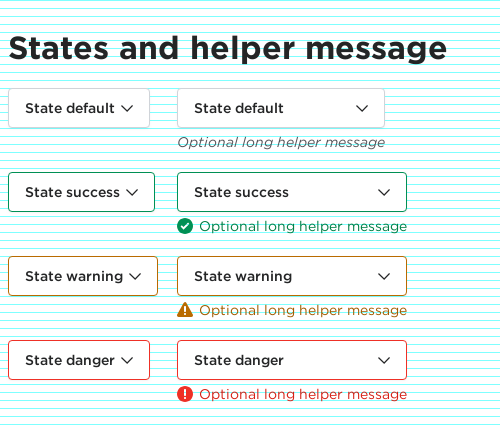 States and helper message
State default State default
Optional long helper message
State success State success
Optional long helper message
State warning State warning
Optional long helper message
State danger State danger
Optional long helper message